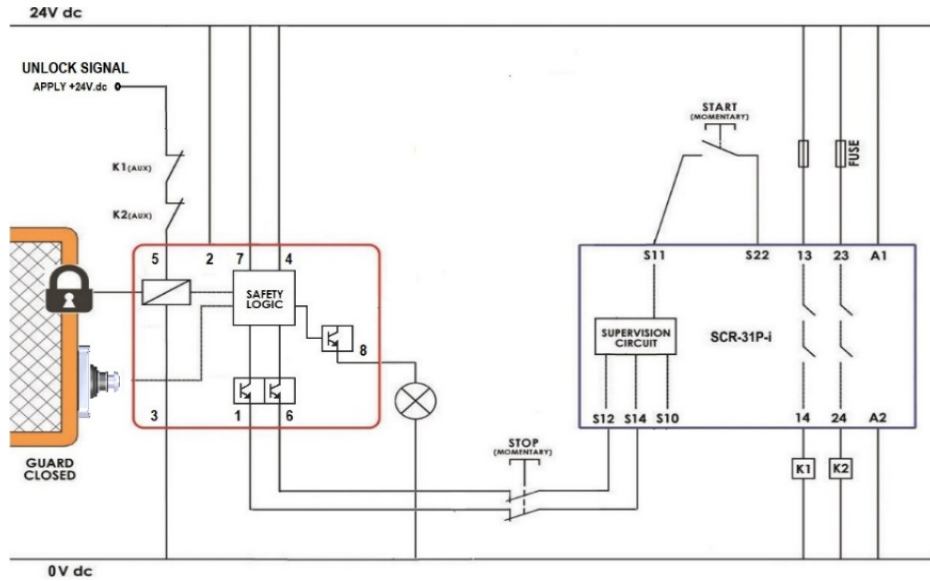 24V dc
UNLOCK SIGNAL
APPLY +24V.dc
START
(MOMENTARY)
FUSE
K1(AUX)
K2(AUX)
5 2 7 4
S11 S22 13 23 A1
SAFETY
LOGIC
SUPERVISION
CIRCUIT
SCR-31P-i
8
3 1 6
S12 S14 S10 14 24 A2
GUARD
CLOSED
STOP
(MOMENTARY)
K1 K2
0V dc